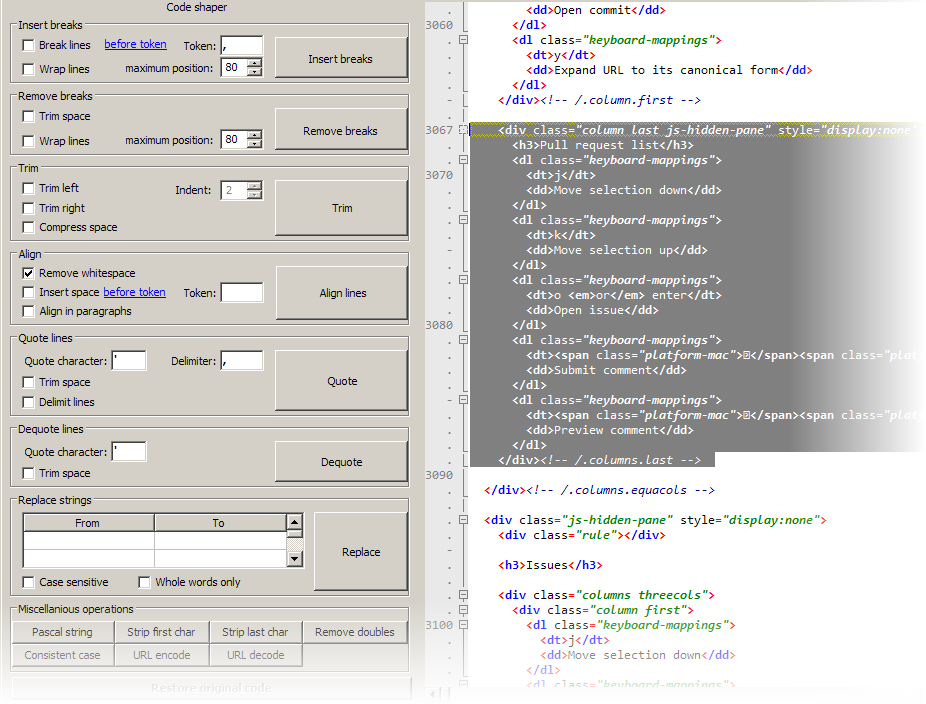 Code shaper
Insert breaks
Break lines before token Token: ,
Wrap lines maximum position: 80
Insert breaks
Remove breaks
Trim space
Wrap lines maximum position: 80
Remove breaks
Trim
Trim left Indent: 2
Trim right
Compress space
Trim
Align
Remove whitespace
Insert space before token Token:
Align in paragraphs
Align lines
Quote lines
Quote character: ' Delimiter: ,
Trim space
Delimit lines
Quote
Dequote lines
Quote character: '
Trim space
Dequote
Replace strings
From To
Case sensitive Whole words only
Replace
Miscellanious operations
Pascal string Strip first char Strip last char Remove doubles
Consistent case URL encode URL decode
Restore original code
<dd>Open commit</dd>
3060 </dl>
<dl class="keyboard-mappings">
<dt>y</dt>
<dd>Expand URL to its canonical form</dd>
</dl>
</div><!-- /.column.first -->
3067 <div class="column last js-hidden-pane" style="display:none"
<h3>Pull request list</h3>
<dl class="keyboard-mappings">
3070 <dt>j</dt>
<dd>Move selection down</dd>
</dl>
<dl class="keyboard-mappings">
<dt>k</dt>
<dd>Move selection up</dd>
</dl>
<dl class="keyboard-mappings">
<dt>o <em>or</em> enter</dt>
<dd>Open issue</dd>
3080 </dl>
<dl class="keyboard-mappings">
<dt><span class="platform-mac"></span><span class="plat
<dd>Submit comment</dd>
</dl>
<dl class="keyboard-mappings">
<dt><span class="platform-mac"></span><span class="plat
<dd>Preview comment</dd>
</dl>
</div><!-- /.columns.last -->
3090
</div><!-- /.columns.equacols -->
<div class="js-hidden-pane" style="display:none">
<div class="rule"></div>
<h3>Issues</h3>
<div class="columns threecols">
<div class="column first">
3100 <dl class="keyboard-mappings">
<dt>j</dt>
<dd>Move selection down</dd>
</dl>
<dl class="keyboard-mappings">